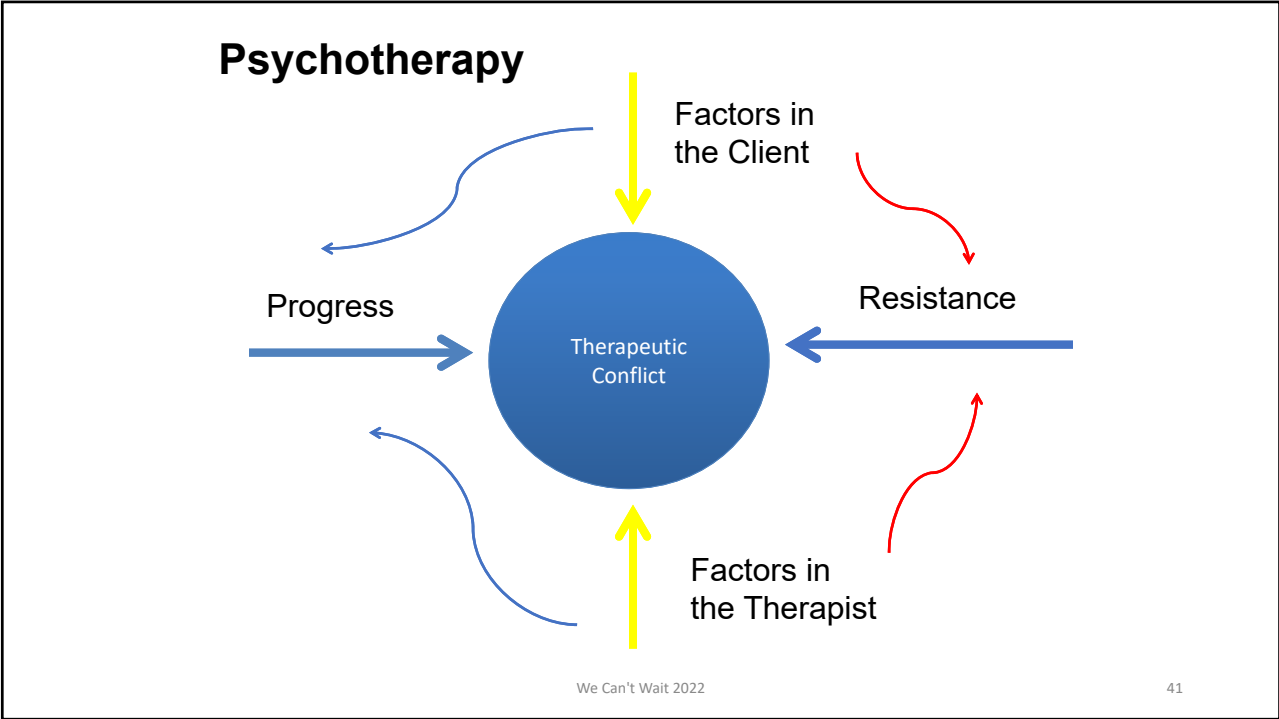 Psychotherapy
Factors in
the Client
Progress
Resistance
Therapeutic
Conflict
Factors in
the Therapist
We Can't Wait 2022
41